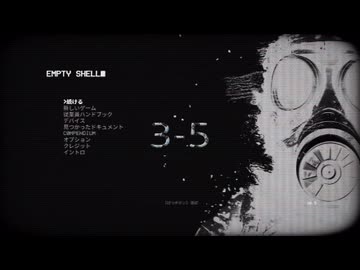 EMPTY SHELL
>続ける
新しいゲーム
従業員ハンドブック
デバイス
見つかったドキュメント
COMPENDIUM
オプション
クレジット
イントロ
3-5